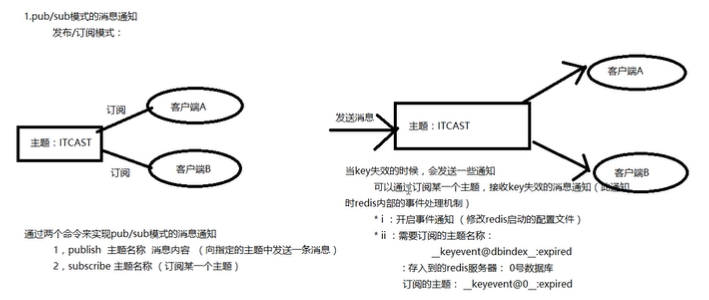 1.pub/sub模式的消息通知
发布/订阅模式：
订阅
客户端A
主题：ITCAST
订阅
客户端B
通过两个命令来实现pub/sub模式的消息通知
1，publish 主题名称 消息内容 （向指定的主题中发送一条消息）
2，subscribe 主题名称（订阅某一个主题）
客户端A
发送消息
主题：ITCAST
客户端B
当key失效的时候，会发送一些通知
可以通过订阅某一个主题，接收key失效的消息通知（此通知
时redis内部的事件处理机制）
* i ：开启事件通知（修改redis启动的配置文件）
* ii ：需要订阅的主题名称：
__keyevent@dbindex__:expired
：存入到的redis服务器： 0号数据库
订阅的主题： __keyevent@0__:expired